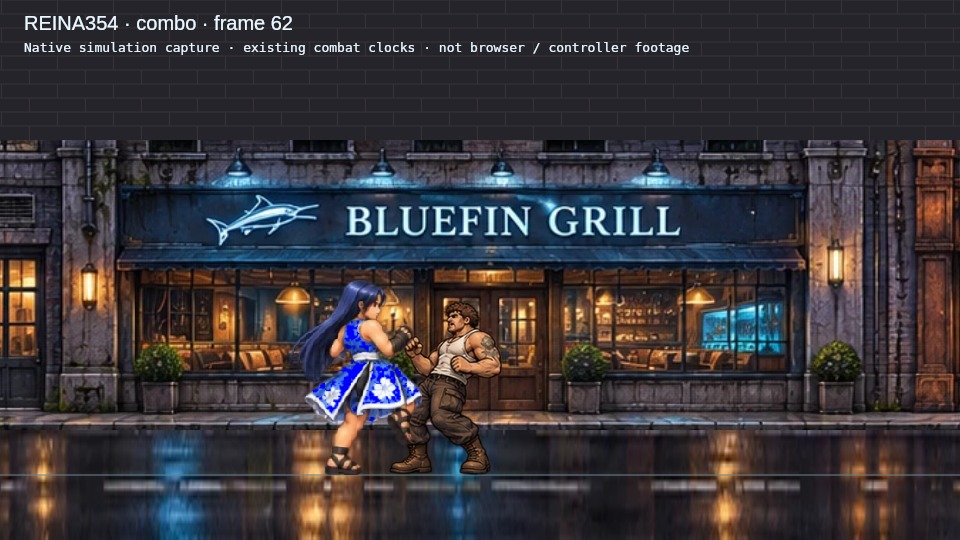 REINA354 · combo · frame 62
Native simulation capture · existing combat clocks · not browser / controller footage
BLUEFIN GRILL